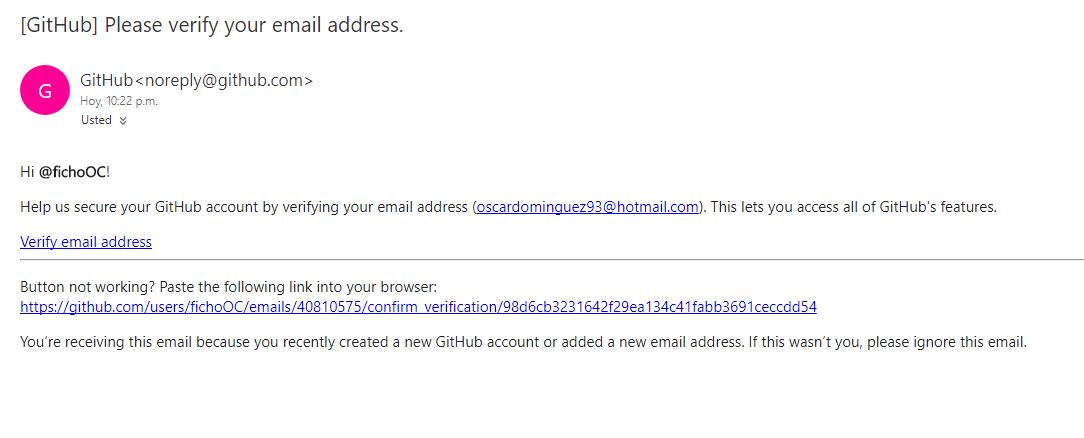 [GitHub] Please verify your email address.
G
GitHub<noreply@github.com>
Hoy, 10:22 p.m.
Usted
Hi @fichoOC!
Help us secure your GitHub account by verifying your email address (oscardominguez93@hotmail.com). This lets you access all of GitHub's features.
Verify email address
Button not working? Paste the following link into your browser:
https://github.com/users/fichoOC/emails/40810575/confirm_verification/98d6cb3231642f29ea134c41fabb3691ceccdd54
You’re receiving this email because you recently created a new GitHub account or added a new email address. If this wasn’t you, please ignore this email.